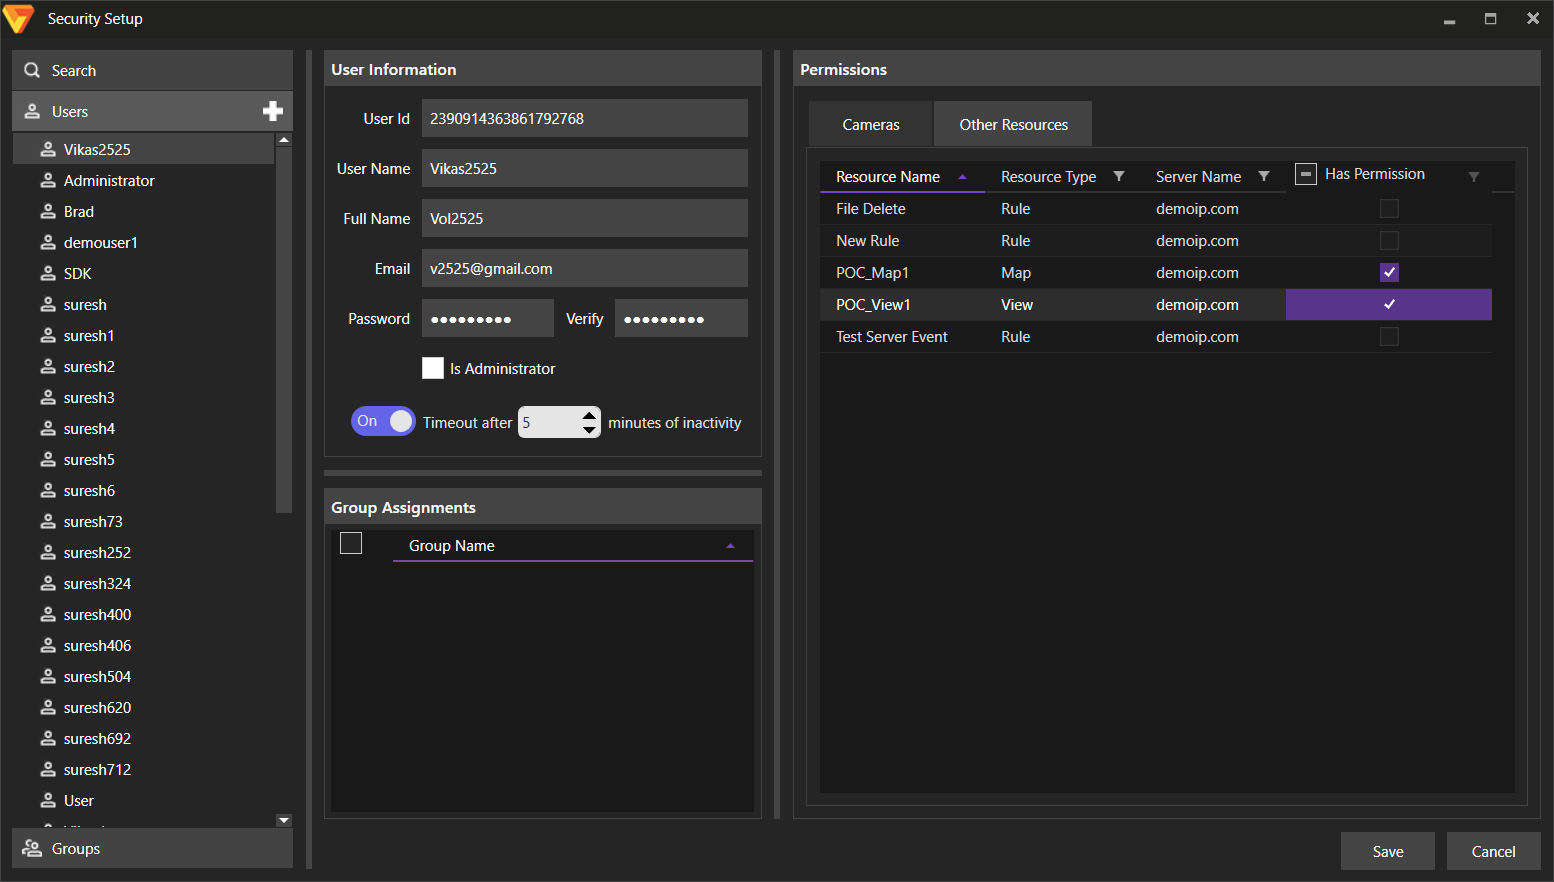 Security Setup
Search
Users
Vikas2525
Administrator
Brad
demouser1
SDK
suresh
suresh1
suresh2
suresh3
suresh4
suresh5
suresh6
suresh73
suresh252
suresh324
suresh400
suresh406
suresh504
suresh620
suresh692
suresh712
User
Groups
User Information
User Id 2390914363861792768
User Name Vikas2525
Full Name Vol2525
Email v2525@gmail.com
Password ●●●●●●●●● Verify ●●●●●●●●●
Is Administrator
On Timeout after 5 minutes of inactivity
Group Assignments
Group Name
Permissions
Cameras Other Resources
Resource Name Resource Type Server Name Has Permission
File Delete Rule demoip.com
New Rule Rule demoip.com
POC_Map1 Map demoip.com
POC_View1 View demoip.com
Test Server Event Rule demoip.com
Save Cancel